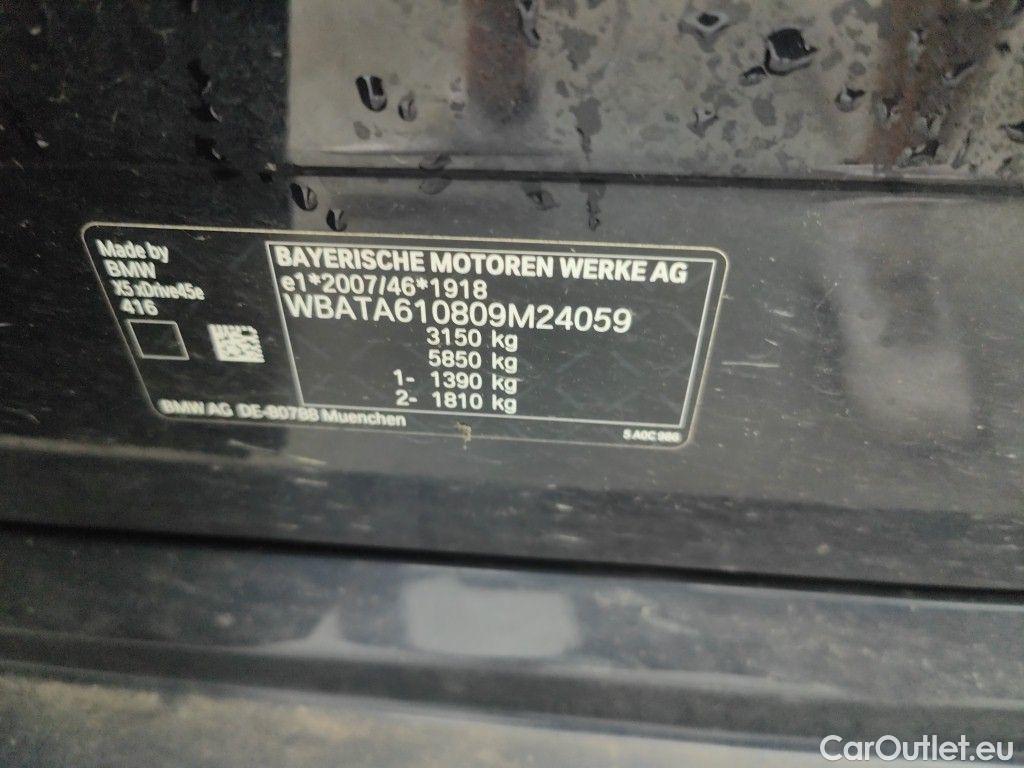 Made by
BMW
X5 xDrive45e
416
BAYERISCHE MOTOREN WERKE AG
e1*2007/46*1918
WBATA610809M24059
3150 kg
5850 kg
1- 1390 kg
2- 1810 kg
BMW AG DE-80788 Muenchen
CarOutlet.eu